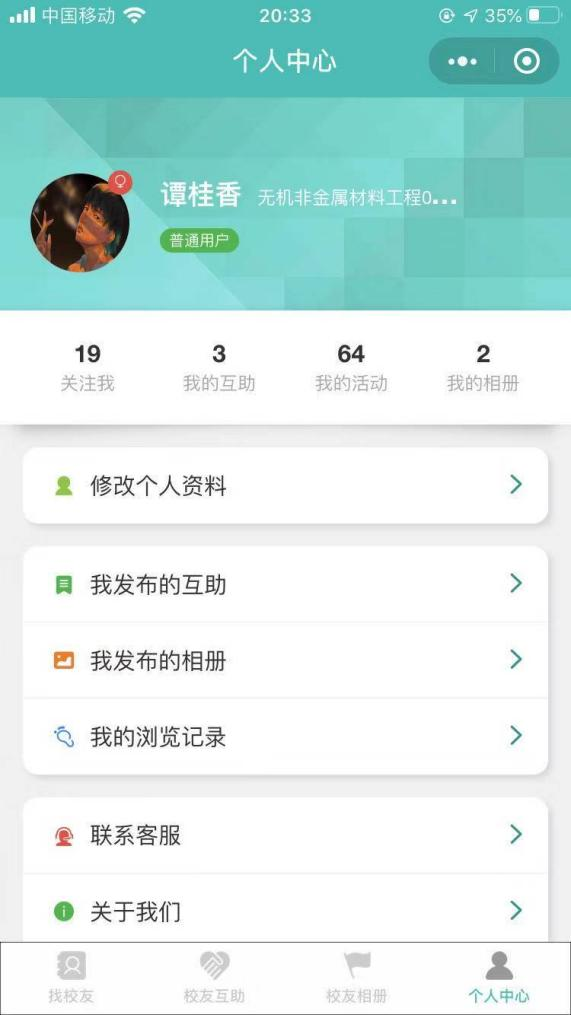 中国移动 20:33 35%
个人中心
谭桂香 无机非金属材料工程0...
普通用户
19 3 64 2
关注我 我的互助 我的活动 我的相册
修改个人资料
我发布的互助
我发布的相册
我的浏览记录
联系客服
关于我们
找校友 校友互助 校友相册 个人中心